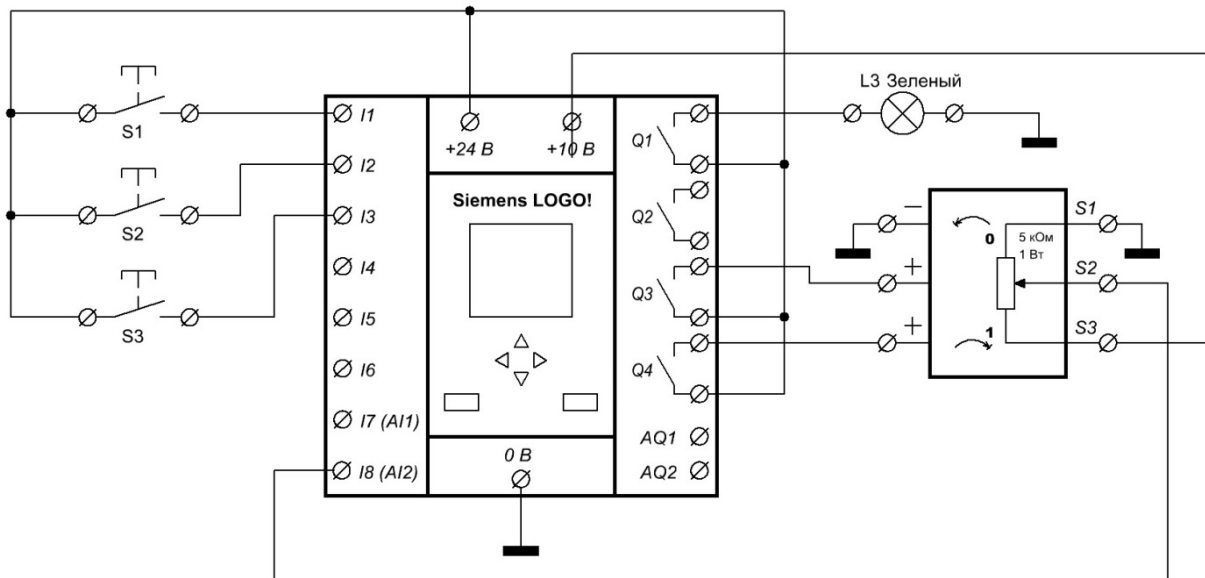 L3 Зеленый
S1
S2
S3
I1
I2
I3
I4
I5
I6
I7 (AI1)
I8 (AI2)
+24 В
+10 В
Siemens LOGO!
0 В
Q1
Q2
Q3
Q4
AQ1
AQ2
−
+
+
0
1
5 кОм
1 Вт
S1
S2
S3